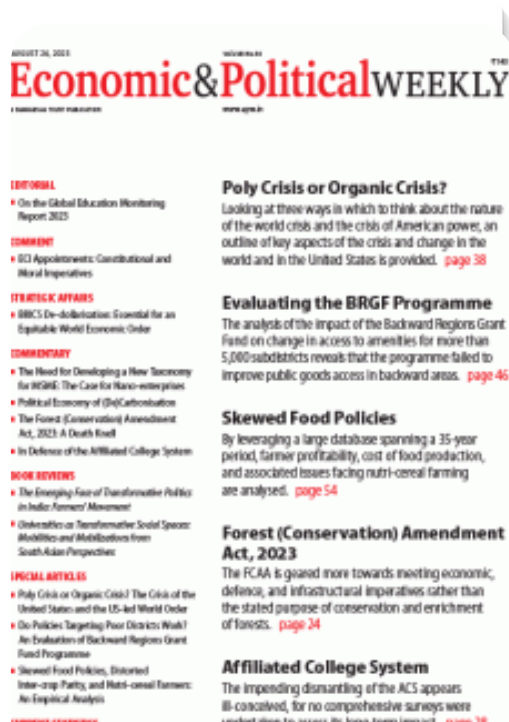 AUGUST 26, 2023
₹140
Economic&PoliticalWEEKLY
A SAMEEKSHA TRUST PUBLICATION
www.epw.in
EDITORIAL
On the Global Education Monitoring
Report 2023
COMMENT
ECI Appointments: Constitutional and
Moral Imperatives
STRATEGIC AFFAIRS
BRICS De-dollarisation: Essential for an
Equitable World Economic Order
COMMENTARY
The Need for Developing a New Taxonomy
for MSME: The Case for Nano-enterprises
Political Economy of (De)Carbonisation
The Forest (Conservation) Amendment
Act, 2023: A Death Knell
In Defence of the Affiliated College System
BOOK REVIEWS
The Emerging Face of Transformative Politics
in India: Farmers' Movement
Universities as Transformative Social Spaces:
Mobilities and Mobilizations from
South Asian Perspectives
SPECIAL ARTICLES
Poly Crisis or Organic Crisis? The Crisis of the
United States and the US-led World Order
Do Policies Targeting Poor Districts Work?
An Evaluation of Backward Regions Grant
Fund Programme
Skewed Food Policies, Distorted
Inter-crop Parity, and Nutri-cereal Farmers:
An Empirical Analysis
Poly Crisis or Organic Crisis?
Looking at three ways in which to think about the nature
of the world crisis and the crisis of American power, an
outline of key aspects of the crisis and change in the
world and in the United States is provided. page 38
Evaluating the BRGF Programme
The analysis of the impact of the Backward Regions Grant
Fund on change in access to amenities for more than
5,000 subdistricts reveals that the programme failed to
improve public goods access in backward areas. page 46
Skewed Food Policies
By leveraging a large database spanning a 35-year
period, farmer profitability, cost of food production,
and associated issues facing nutri-cereal farming
are analysed. page 54
Forest (Conservation) Amendment
Act, 2023
The FCAA is geared more towards meeting economic,
defence, and infrastructural imperatives rather than
the stated purpose of conservation and enrichment
of forests. page 24
Affiliated College System
The impending dismantling of the ACS appears
ill-conceived, for no comprehensive surveys were